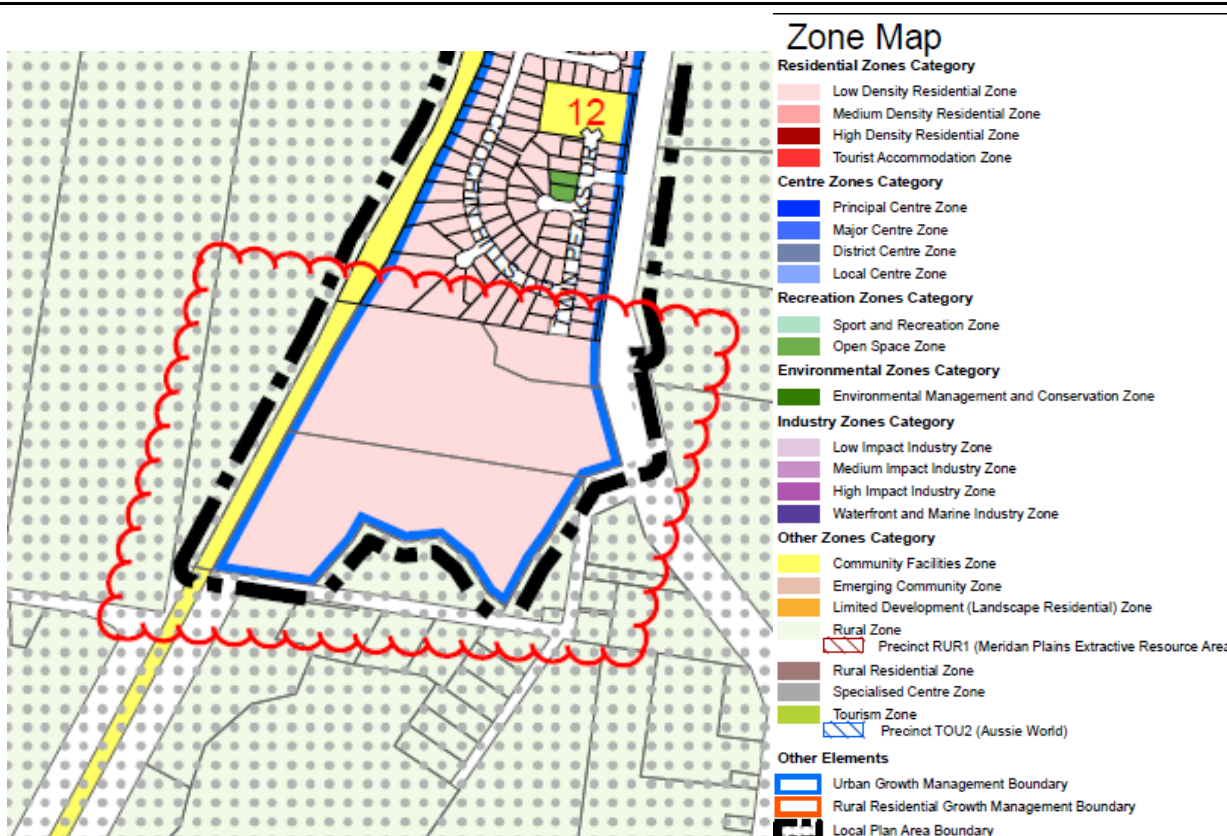 Zone Map
Residential Zones Category
Low Density Residential Zone
Medium Density Residential Zone
High Density Residential Zone
Tourist Accommodation Zone
Centre Zones Category
Principal Centre Zone
Major Centre Zone
District Centre Zone
Local Centre Zone
Recreation Zones Category
Sport and Recreation Zone
Open Space Zone
Environmental Zones Category
Environmental Management and Conservation Zone
Industry Zones Category
Low Impact Industry Zone
Medium Impact Industry Zone
High Impact Industry Zone
Waterfront and Marine Industry Zone
Other Zones Category
Community Facilities Zone
Emerging Community Zone
Limited Development (Landscape Residential) Zone
Rural Zone
Precinct RUR1 (Meridan Plains Extractive Resource Area
Rural Residential Zone
Specialised Centre Zone
Tourism Zone
Precinct TOU2 (Aussie World)
Other Elements
Urban Growth Management Boundary
Rural Residential Growth Management Boundary
Local Plan Area Boundary
12
TWIN PEAKS